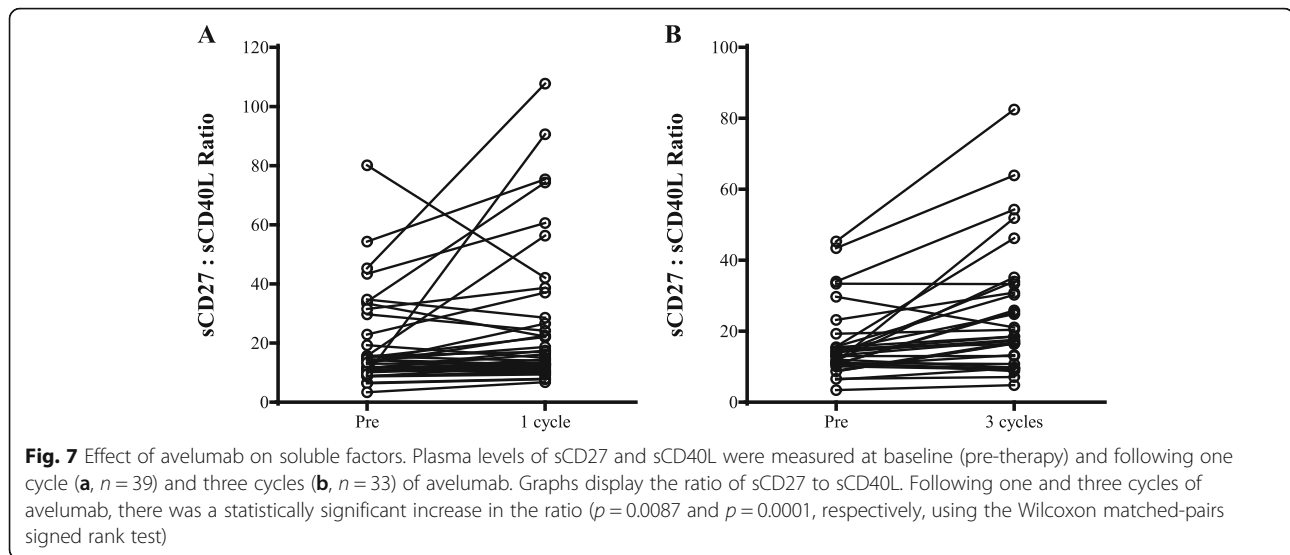 A
120
100
80
60
40
20
0
sCD27 : sCD40L Ratio
Pre
1 cycle
B
100
80
60
40
20
0
sCD27 : sCD40L Ratio
Pre
3 cycles
Fig. 7 Effect of avelumab on soluble factors. Plasma levels of sCD27 and sCD40L were measured at baseline (pre-therapy) and following one
cycle (a, n = 39) and three cycles (b, n = 33) of avelumab. Graphs display the ratio of sCD27 to sCD40L. Following one and three cycles of
avelumab, there was a statistically significant increase in the ratio (p = 0.0087 and p = 0.0001, respectively, using the Wilcoxon matched-pairs
signed rank test)